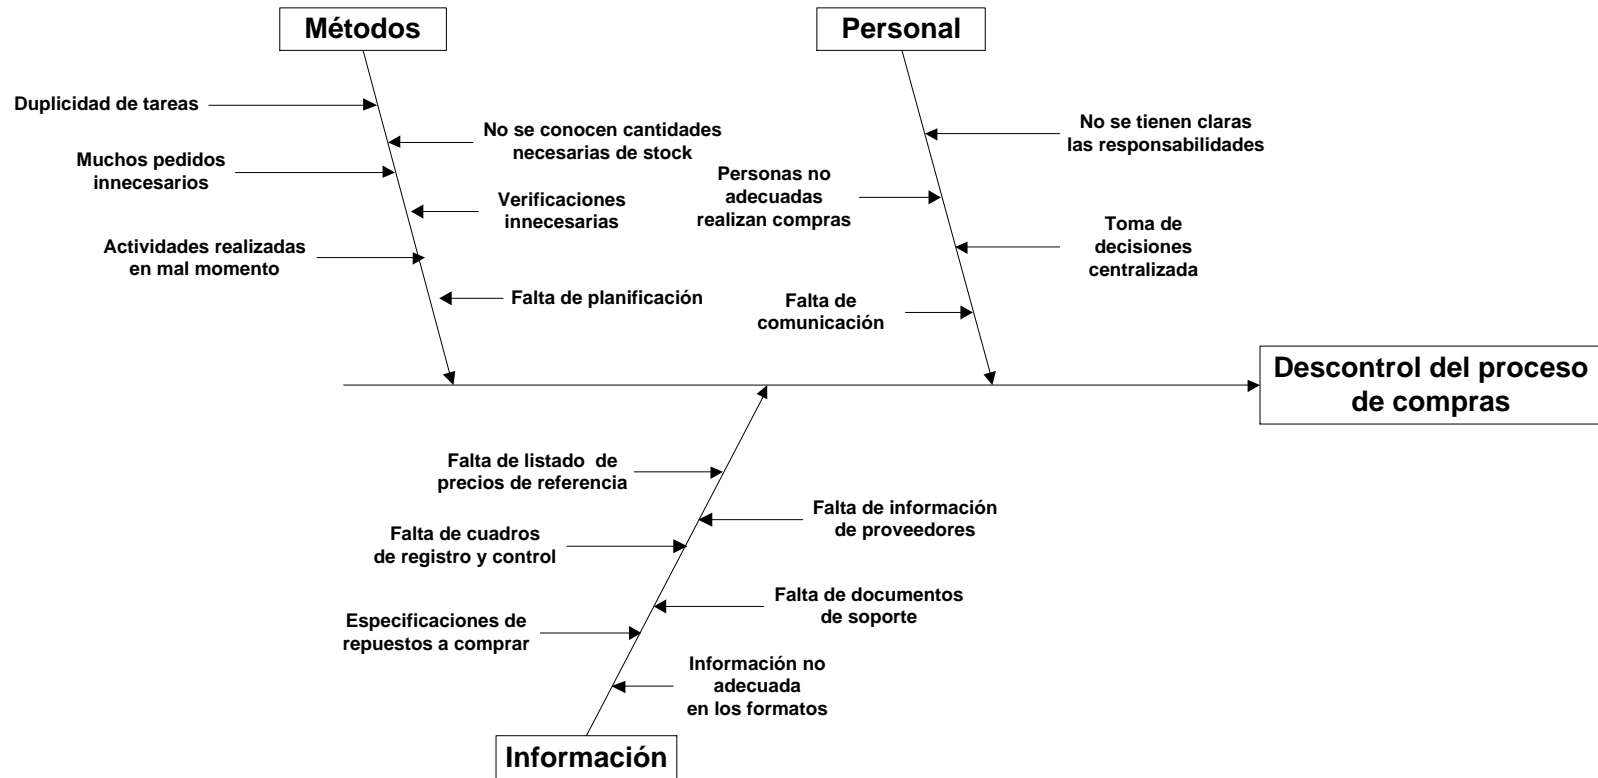 Métodos
Personal
Duplicidad de tareas
No se conocen cantidades
necesarias de stock
Muchos pedidos
innecesarios
Verificaciones
innecesarias
Actividades realizadas
en mal momento
Falta de planificación
No se tienen claras
las responsabilidades
Personas no
adecuadas
realizan compras
Toma de
decisiones
centralizada
Falta de
comunicación
Descontrol del proceso
de compras
Falta de listado de
precios de referencia
Falta de información
de proveedores
Falta de cuadros
de registro y control
Falta de documentos
de soporte
Especificaciones de
repuestos a comprar
Información no
adecuada
en los formatos
Información